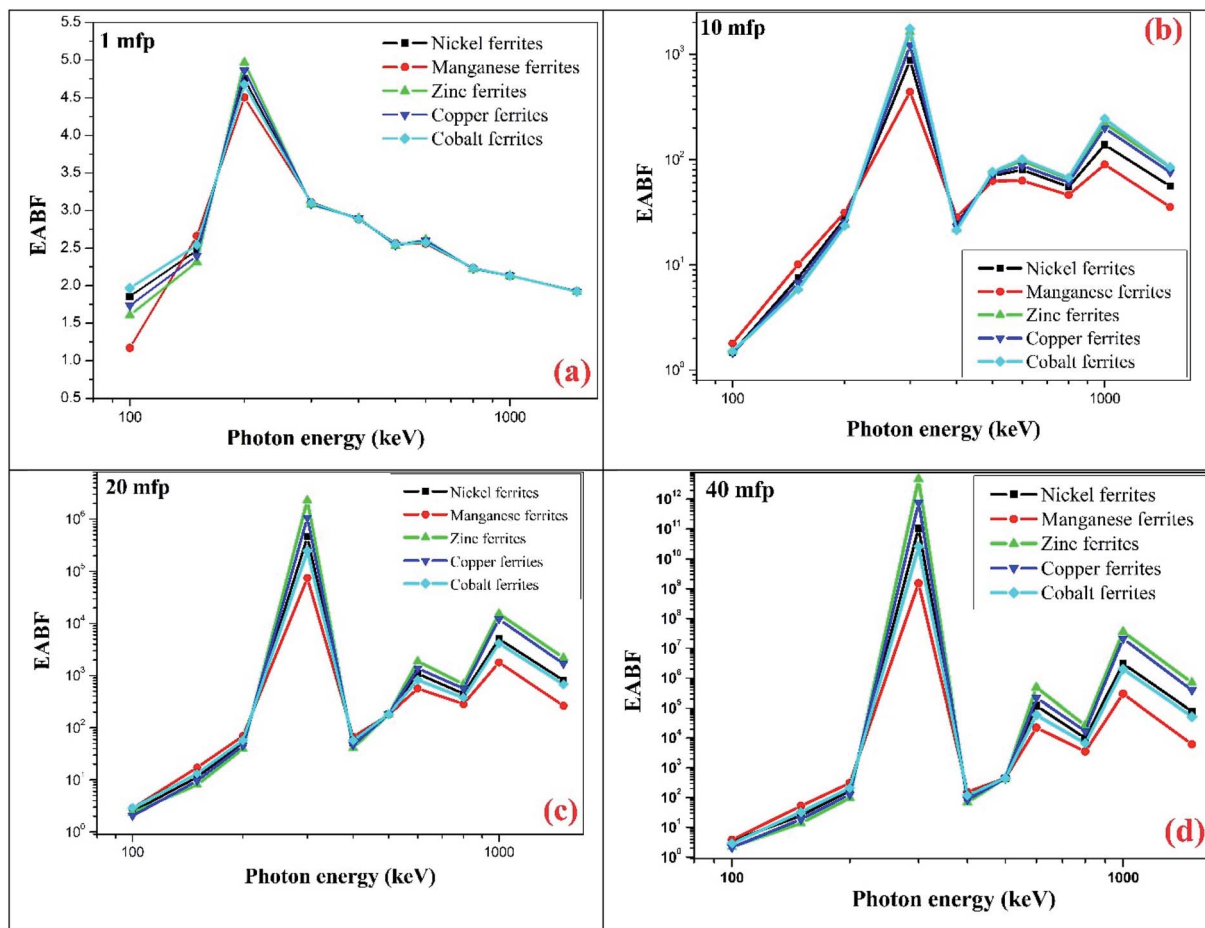 1 mfp
Nickel ferrites
Manganese ferrites
Zinc ferrites
Copper ferrites
Cobalt ferrites
EABF
5.5
5.0
4.5
4.0
3.5
3.0
2.5
2.0
1.5
1.0
0.5
100
1000
Photon energy (keV)
(a)
10 mfp
(b)
EABF
10³
10²
10¹
10⁰
Nickel ferrites
Manganese ferrites
Zinc ferrites
Copper ferrites
Cobalt ferrites
100
1000
Photon energy (keV)
20 mfp
Nickel ferrites
Manganese ferrites
Zinc ferrites
Copper ferrites
Cobalt ferrites
EABF
10⁶
10⁵
10⁴
10³
10²
10¹
10⁰
(c)
100
1000
Photon energy (keV)
40 mfp
Nickel ferrites
Manganese ferrites
Zinc ferrites
Copper ferrites
Cobalt ferrites
EABF
10¹²
10¹¹
10¹⁰
10⁹
10⁸
10⁷
10⁶
10⁵
10⁴
10³
10²
10¹
10⁰
(d)
100
1000
Photon energy (keV)